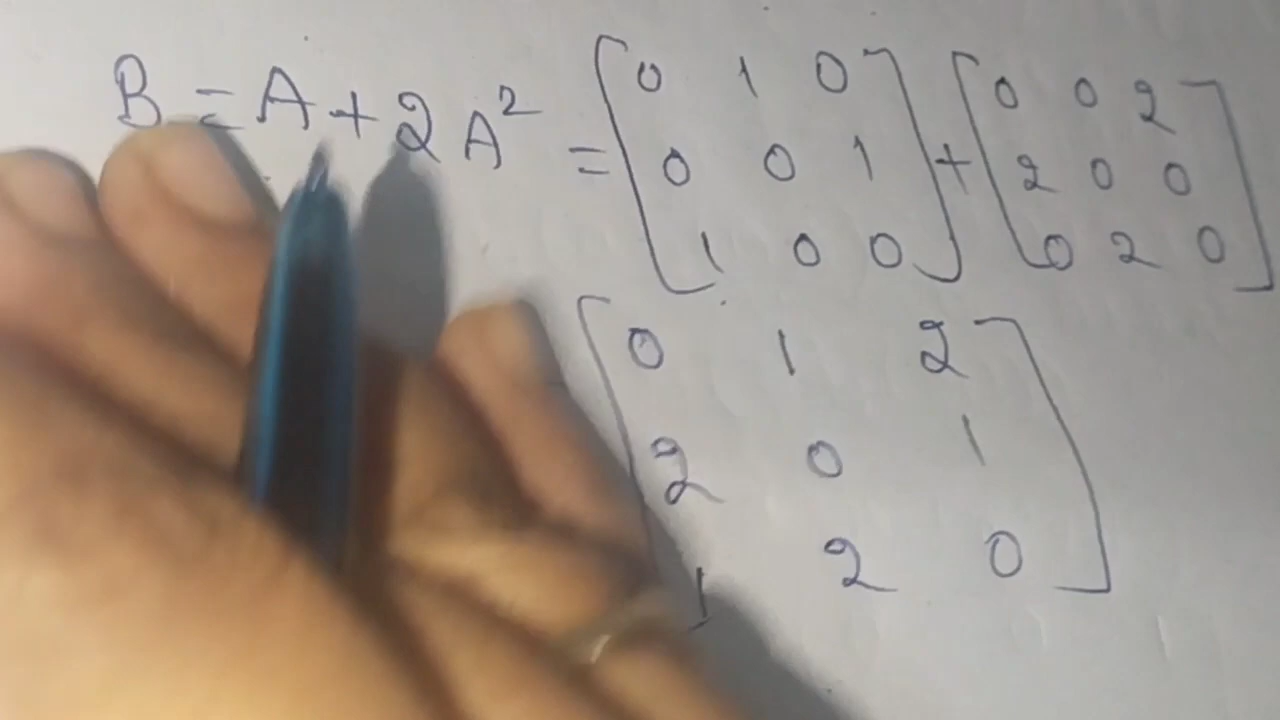 B = A + 2A² = [0 1 0 + [0 0 2
0 0 1 2 0 0
1 0 0] 0 2 0]
[0 1 2
2 0 1
1 2 0]